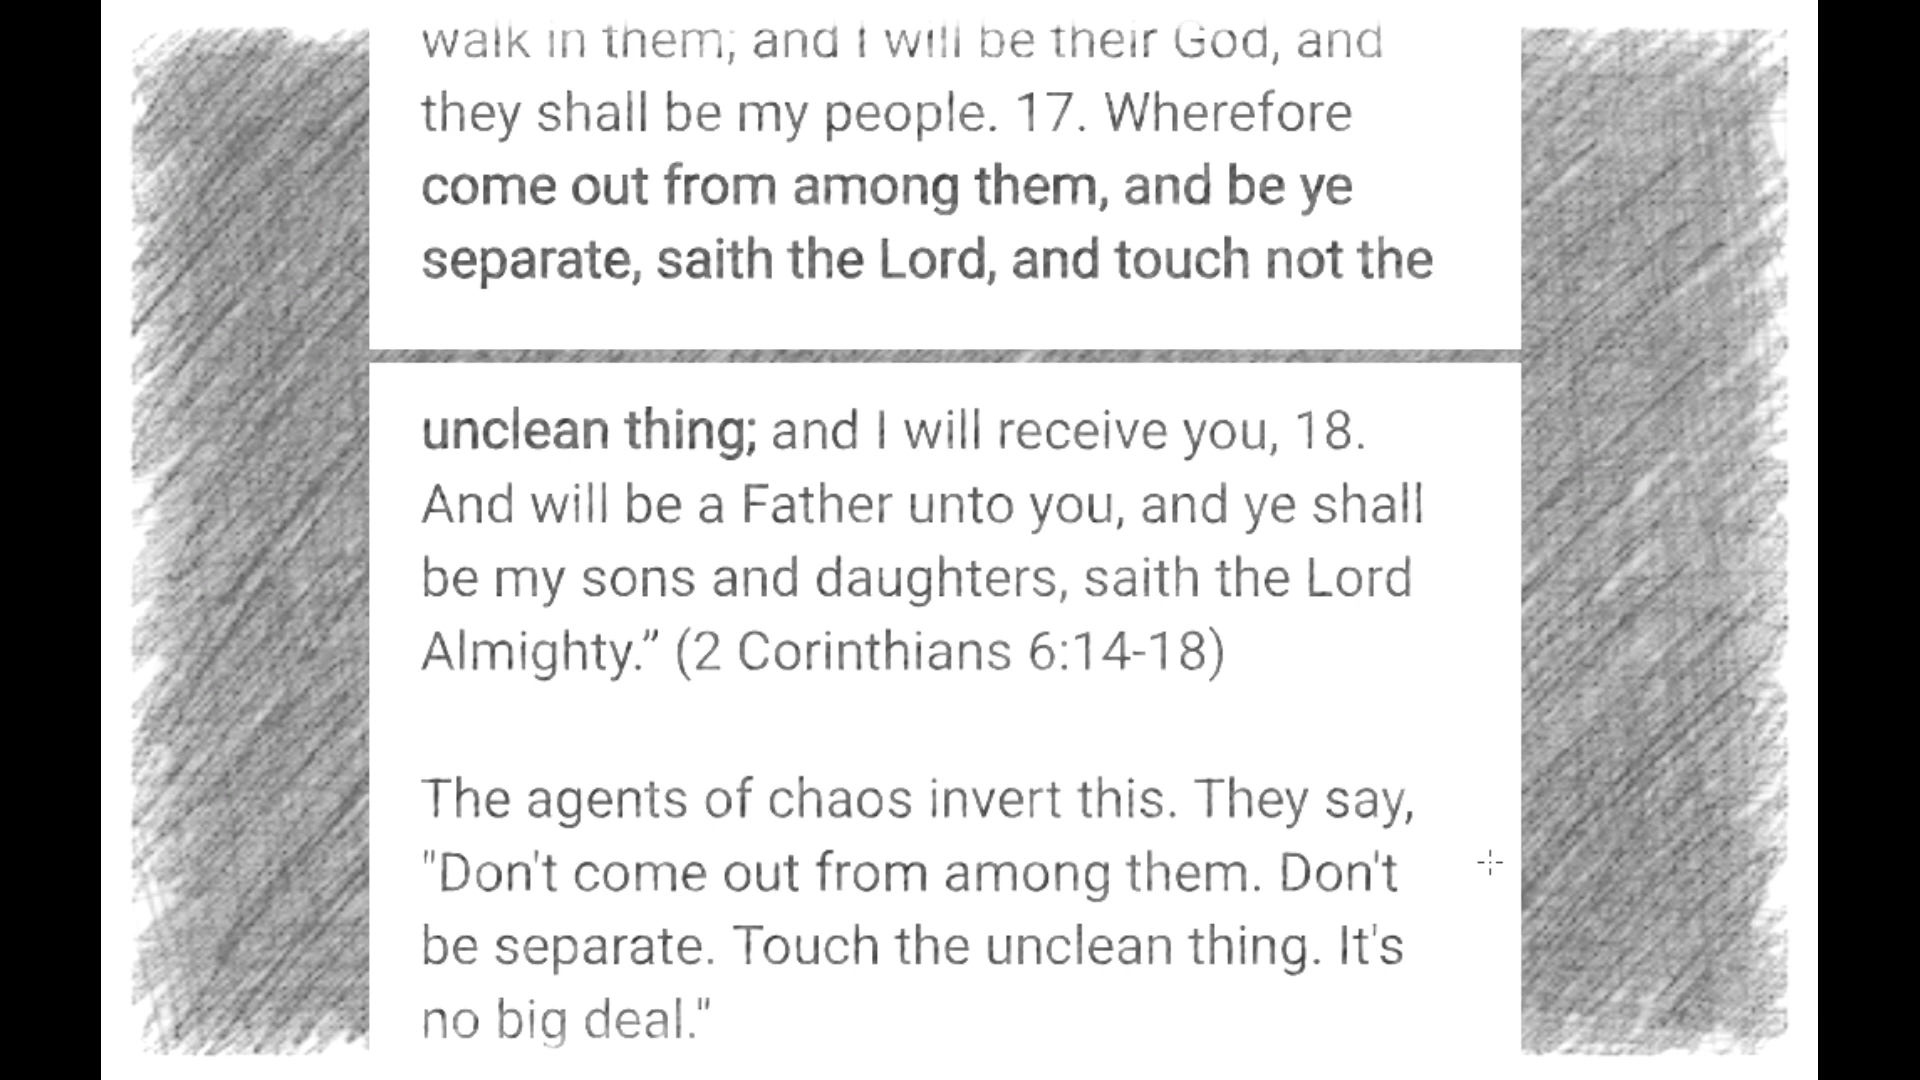 walk in them; and I will be their God, and
they shall be my people. 17. Wherefore
come out from among them, and be ye
separate, saith the Lord, and touch not the
unclean thing; and I will receive you, 18.
And will be a Father unto you, and ye shall
be my sons and daughters, saith the Lord
Almighty.” (2 Corinthians 6:14-18)
The agents of chaos invert this. They say,
"Don't come out from among them. Don't
be separate. Touch the unclean thing. It's
no big deal."